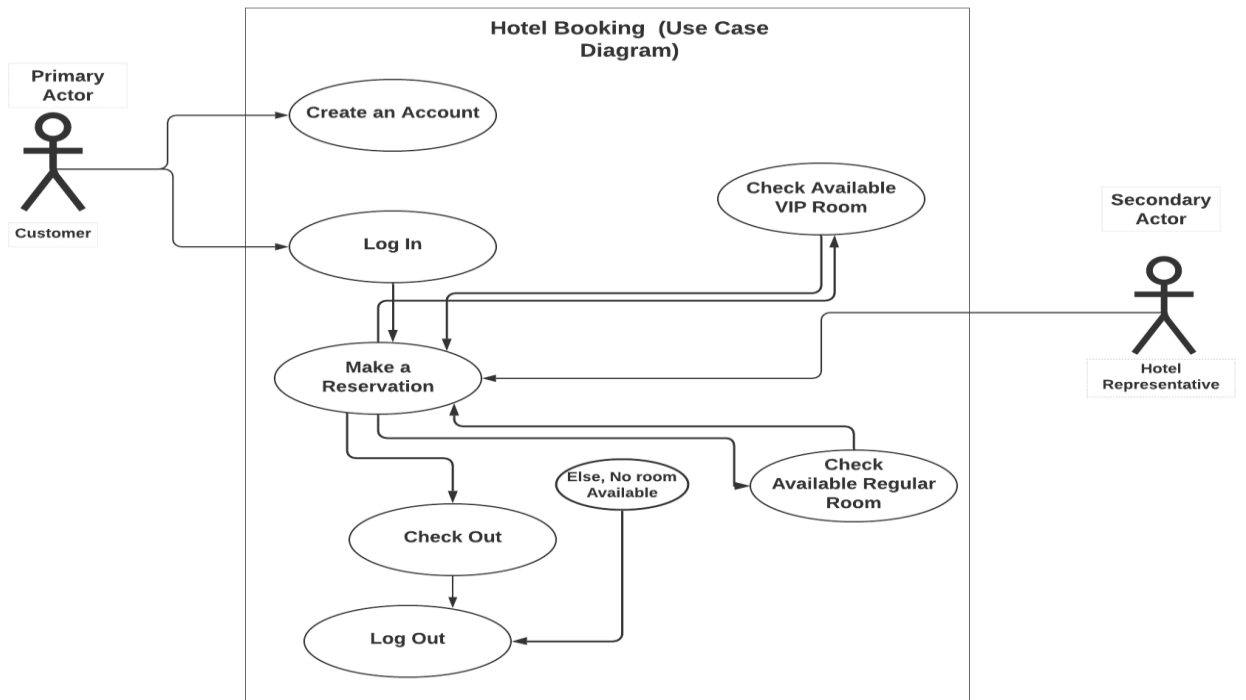 Hotel Booking (Use Case
Diagram)
Primary
Actor
Customer
Create an Account
Log In
Check Available
VIP Room
Secondary
Actor
Hotel
Representative
Make a
Reservation
Check
Available Regular
Room
Else, No room
Available
Check Out
Log Out